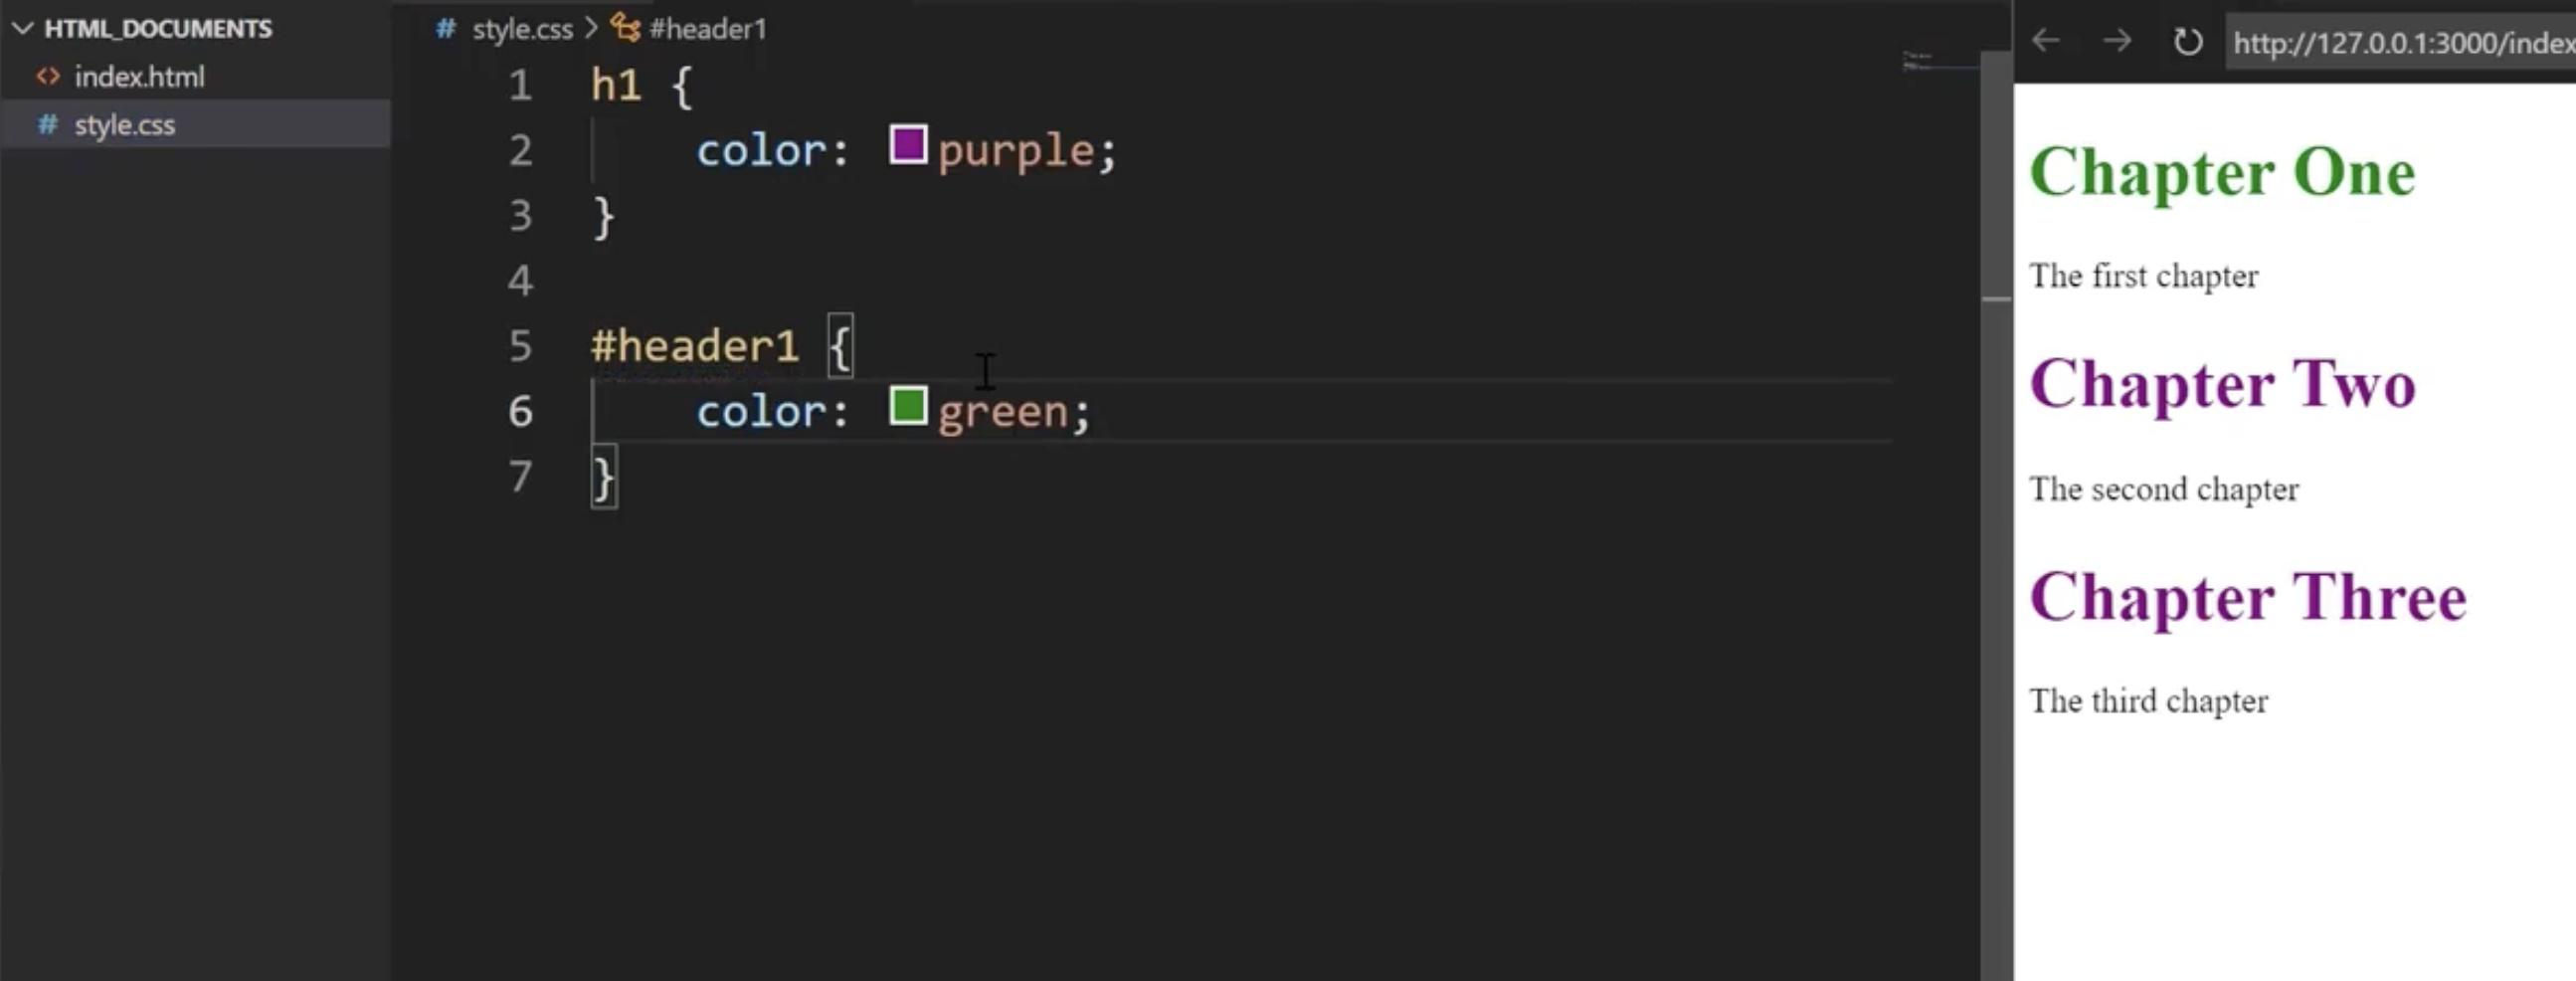 HTML_DOCUMENTS
index.html
# style.css
# style.css > #header1
1 h1 {
2 color: purple;
3 }
4
5 #header1 {
6 color: green;
7 }
http://127.0.0.1:3000/index
Chapter One
The first chapter
Chapter Two
The second chapter
Chapter Three
The third chapter